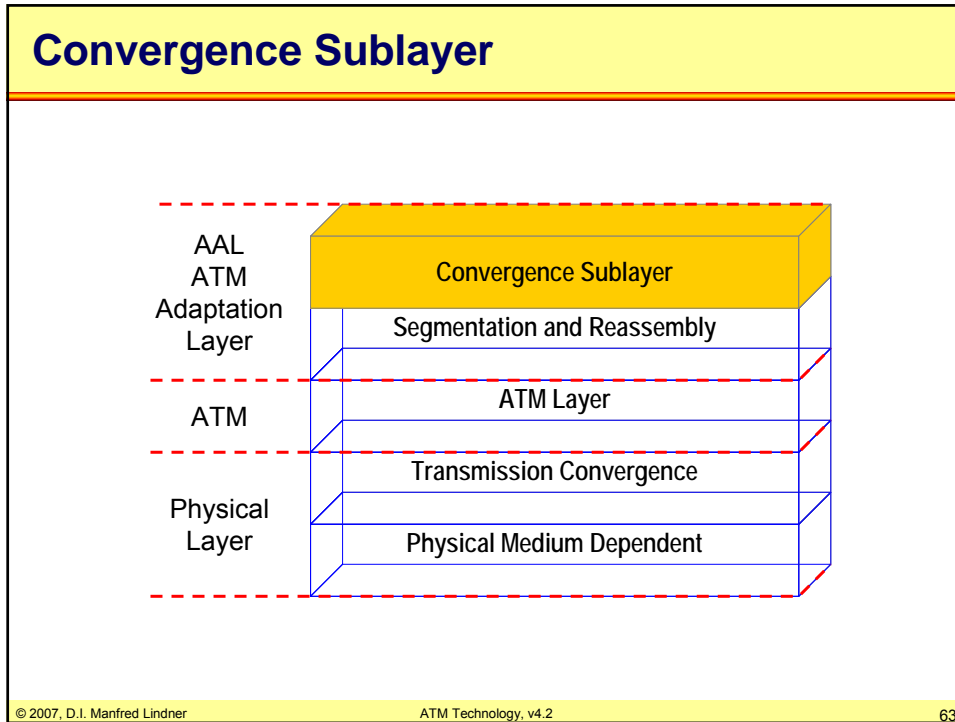 Convergence Sublayer
AAL
ATM
Adaptation
Layer
Convergence Sublayer
Segmentation and Reassembly
ATM
ATM Layer
Physical
Layer
Transmission Convergence
Physical Medium Dependent
© 2007, D.I. Manfred Lindner
ATM Technology, v4.2
63